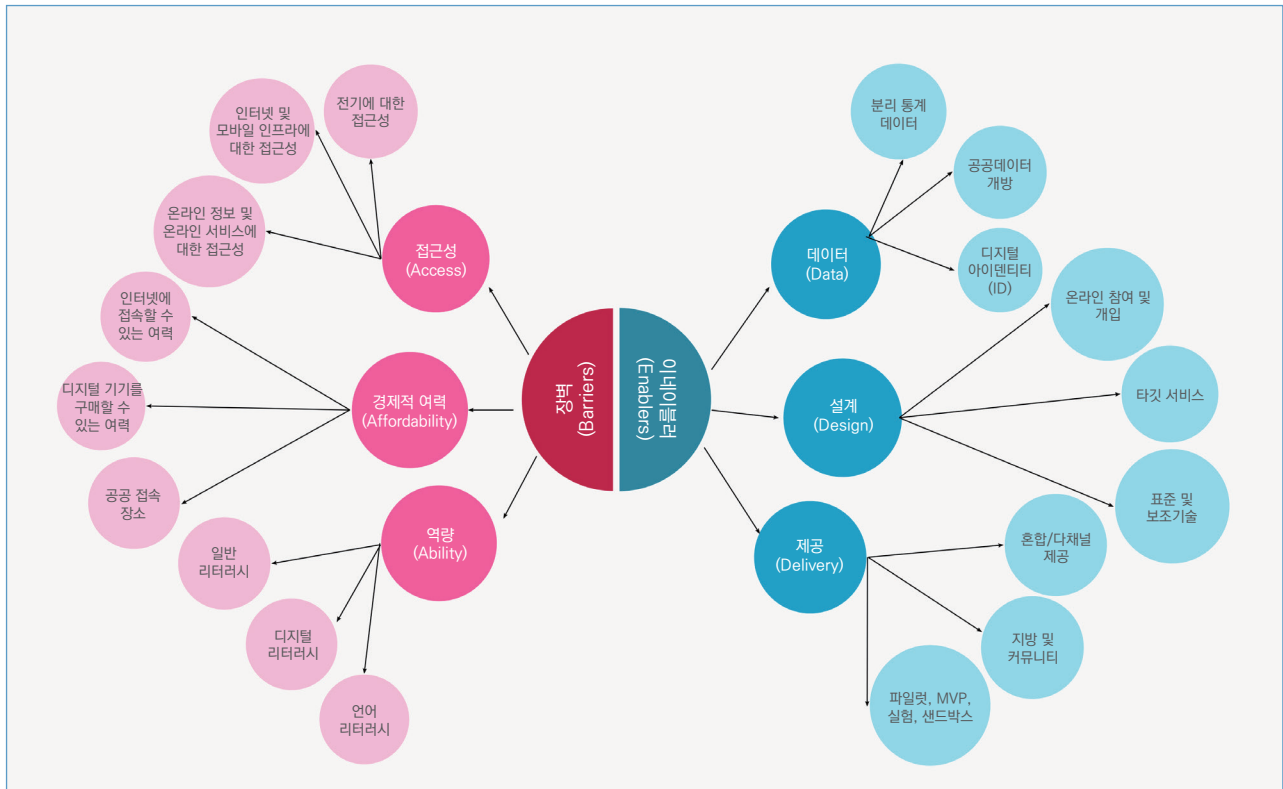 장벽
(Barriers)
이네이블러
(Enablers)
접근성
(Access)
전기에 대한
접근성
인터넷 및
모바일 인프라에
대한 접근성
온라인 정보 및
온라인 서비스에
대한 접근성
경제적 여력
(Affordability)
인터넷에
접속할 수
있는 여력
디지털 기기를
구매할 수
있는 여력
공공 접속
장소
역량
(Ability)
일반
리터러시
디지털
리터러시
언어
리터러시
데이터
(Data)
분리 통계
데이터
공공데이터
개방
디지털
아이덴티티
(ID)
설계
(Design)
온라인 참여 및
개입
타깃 서비스
표준 및
보조기술
제공
(Delivery)
혼합/다채널
제공
지방 및
커뮤니티
파일럿, MVP,
실험, 샌드박스